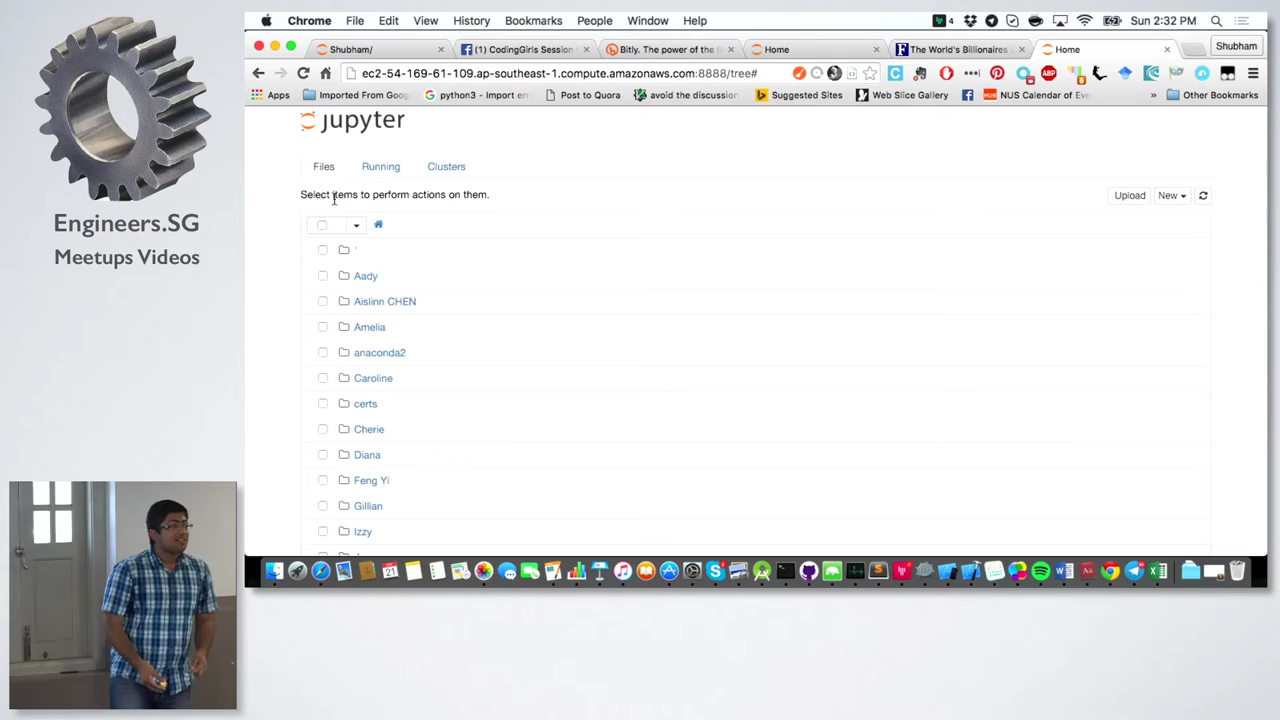 Engineers.SG
Meetups Videos
Chrome File Edit View History Bookmarks People Window Help
4
Sun 2:32 PM
Shubham/
(1) CodingGirls Session
Bitly. The power of the li
Home
The World's Billionaires L
Home
Shubham
ec2-54-169-61-109.ap-southeast-1.compute.amazonaws.com:8888/tree#
Apps
Imported From Goog
python3 - Import err
Post to Quora
avoid the discussion
Suggested Sites
Web Slice Gallery
NUS Calendar of Eve
»
Other Bookmarks
jupyter
Files Running Clusters
Select items to perform actions on them.
Upload New
'
Aady
Aislinn CHEN
Amelia
anaconda2
Caroline
certs
Cherie
Diana
Feng Yi
Gillian
Izzy